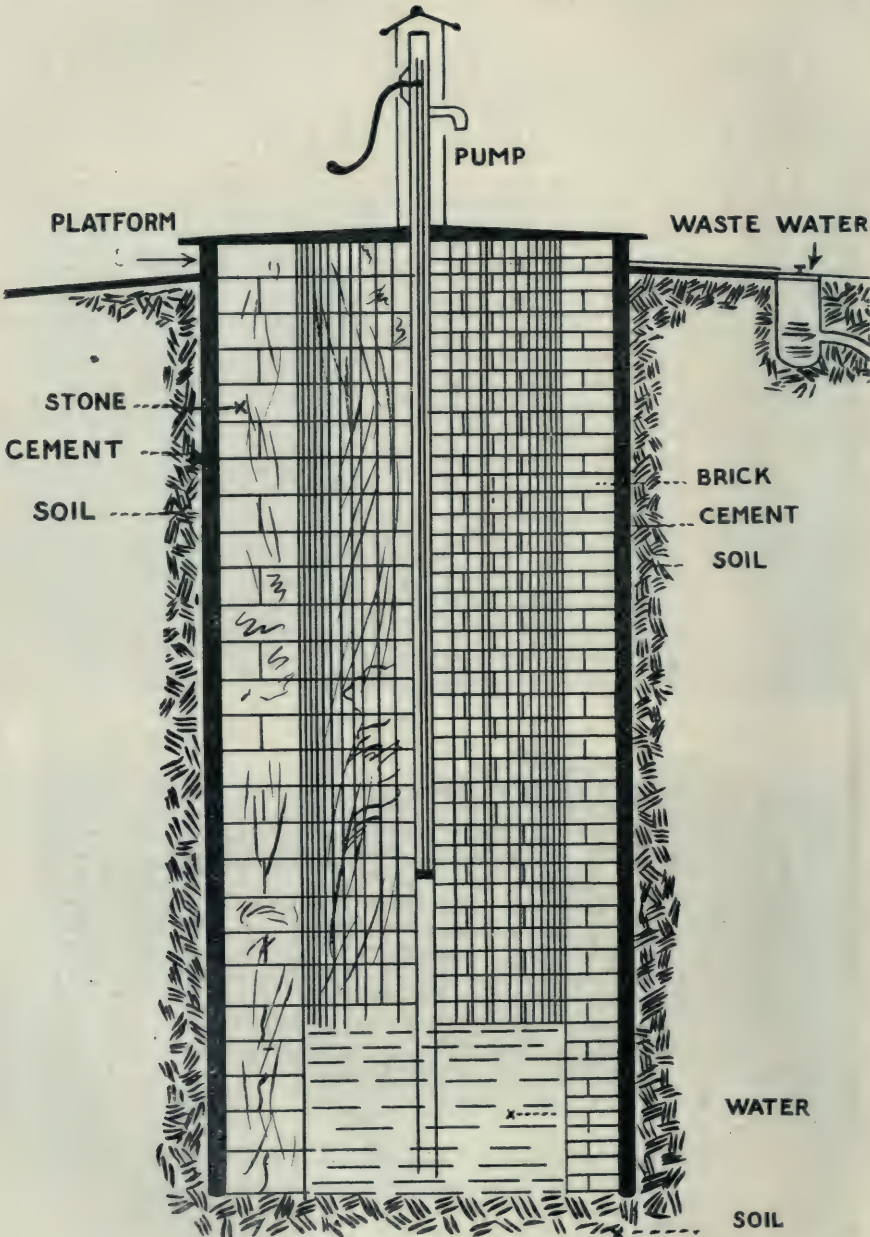 PUMP
PLATFORM
WASTE WATER
STONE
CEMENT
SOIL
BRICK
CEMENT
SOIL
WATER
SOIL